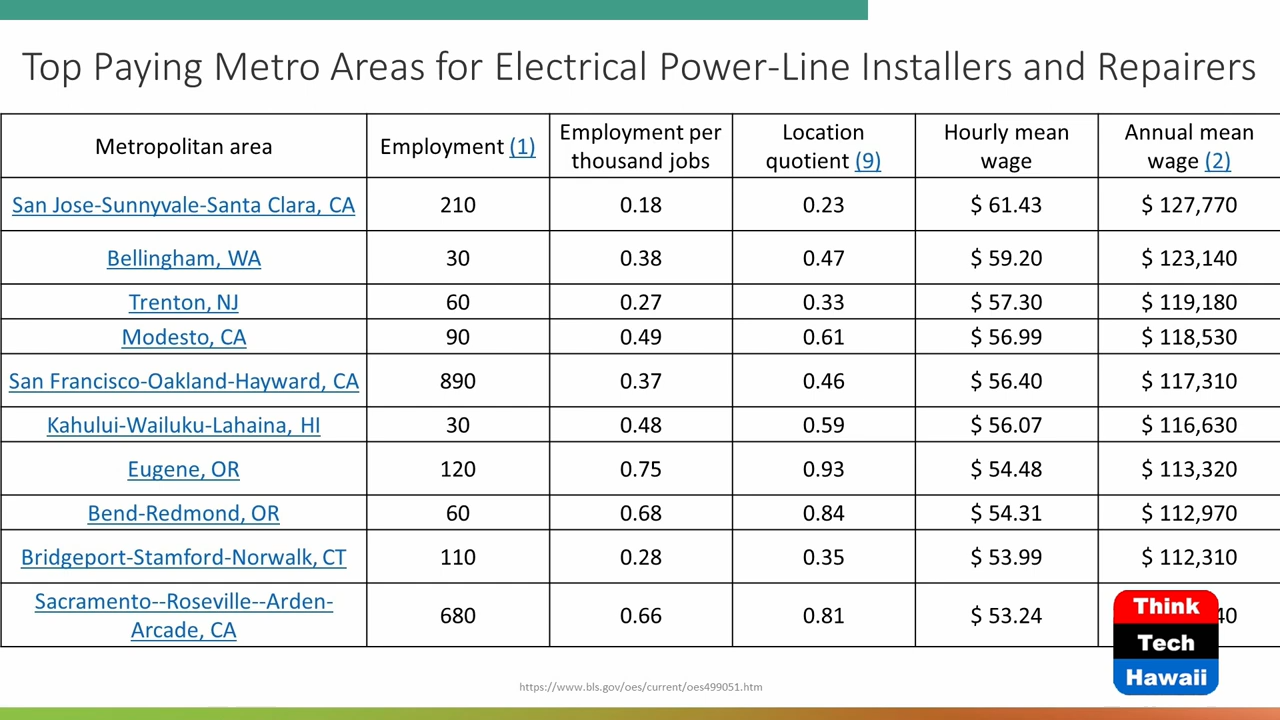 Top Paying Metro Areas for Electrical Power-Line Installers and Repairers
Metropolitan area
Employment (1)
Employment per
thousand jobs
Location
quotient (9)
Hourly mean
wage
Annual mean
wage (2)
San Jose-Sunnyvale-Santa Clara, CA 210 0.18 0.23 $ 61.43 $ 127,770
Bellingham, WA 30 0.38 0.47 $ 59.20 $ 123,140
Trenton, NJ 60 0.27 0.33 $ 57.30 $ 119,180
Modesto, CA 90 0.49 0.61 $ 56.99 $ 118,530
San Francisco-Oakland-Hayward, CA 890 0.37 0.46 $ 56.40 $ 117,310
Kahului-Wailuku-Lahaina, HI 30 0.48 0.59 $ 56.07 $ 116,630
Eugene, OR 120 0.75 0.93 $ 54.48 $ 113,320
Bend-Redmond, OR 60 0.68 0.84 $ 54.31 $ 112,970
Bridgeport-Stamford-Norwalk, CT 110 0.28 0.35 $ 53.99 $ 112,310
Sacramento--Roseville--Arden-
Arcade, CA 680 0.66 0.81 $ 53.24
Think
Tech
Hawaii
https://www.bls.gov/oes/current/oes499051.htm